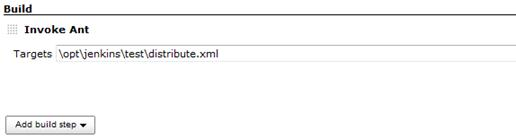 Build
Invoke Ant
Targets \opt\jenkins\test\distribute.xml
Add build step